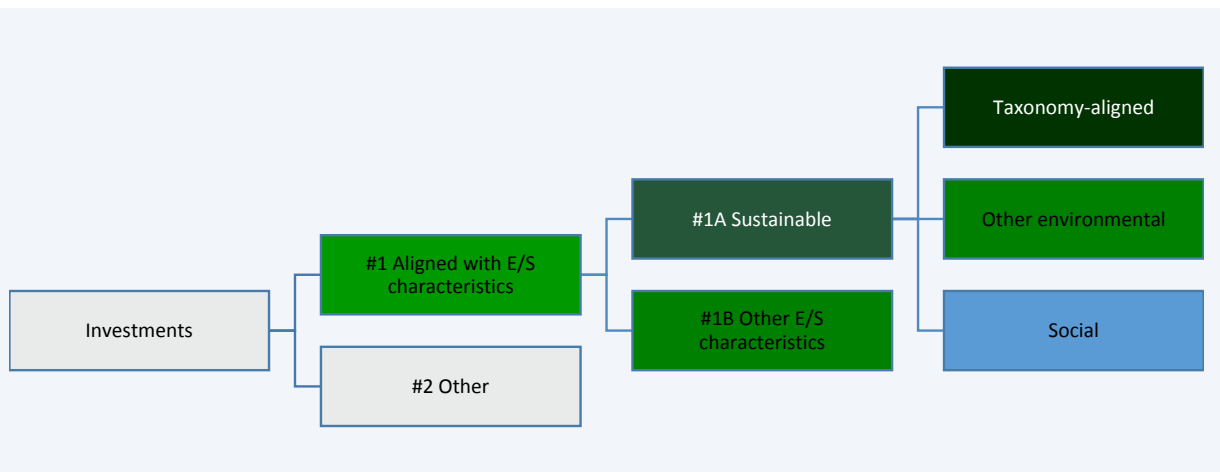 Investments
#1 Aligned with E/S
characteristics
#2 Other
#1A Sustainable
#1B Other E/S
characteristics
Taxonomy-aligned
Other environmental
Social